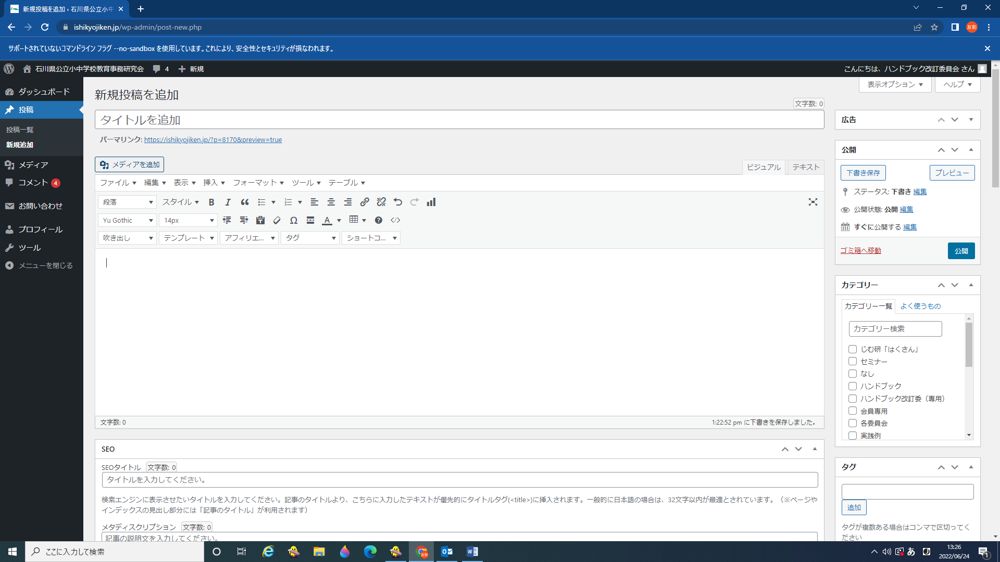 新規投稿を追加 ‹ 石川県公立小中
ishikyojiken.jp/wp-admin/post-new.php
友彰
サポートされていないコマンドライン フラグ --no-sandbox を使用しています。これにより、安全性とセキュリティが損なわれます。
石川県公立小中学校教育事務研究会 4 新規
こんにちは、ハンドブック改訂委員会 さん
ダッシュボード
投稿
投稿一覧
新規追加
メディア
コメント 4
お問い合わせ
プロフィール
ツール
メニューを閉じる
表示オプション
ヘルプ
新規投稿を追加
文字数: 0
タイトルを追加
パーマリンク: https://ishikyojiken.jp/?p=8170&preview=true
メディアを追加
ビジュアル テキスト
ファイル 編集 表示 挿入 フォーマット ツール テーブル
段落 スタイル B I
Yu Gothic 14px Ω A
吹き出し テンプレート アフィリエ... タグ ショートコ...
文字数: 0
1:22:52 pm に下書きを保存しました。
SEO
SEOタイトル 文字数: 0
タイトルを入力してください。
検索エンジンに表示させたいタイトルを入力してください。記事のタイトルより、こちらに入力したテキストが優先的にタイトルタグ(<title>)に挿入されます。一般的に日本語の場合は、32文字以内が最適とされています。（※ページや
インデックスの見出し部分には「記事のタイトル」が利用されます）
メタディスクリプション 文字数: 0
記事の説明文を入力してください。
広告
公開
下書き保存 プレビュー
ステータス: 下書き 編集
公開状態: 公開 編集
すぐに公開する 編集
ゴミ箱へ移動 公開
カテゴリー
カテゴリー一覧 よく使うもの
カテゴリー検索
じむ研「はくさん」
セミナー
なし
ハンドブック
ハンドブック改訂委（専用）
会員専用
各委員会
実践例
タグ
追加
タグが複数ある場合はコンマで区切ってく
ださい
ここに入力して検索
友彰
あ
J
13:26
2022/06/24
1